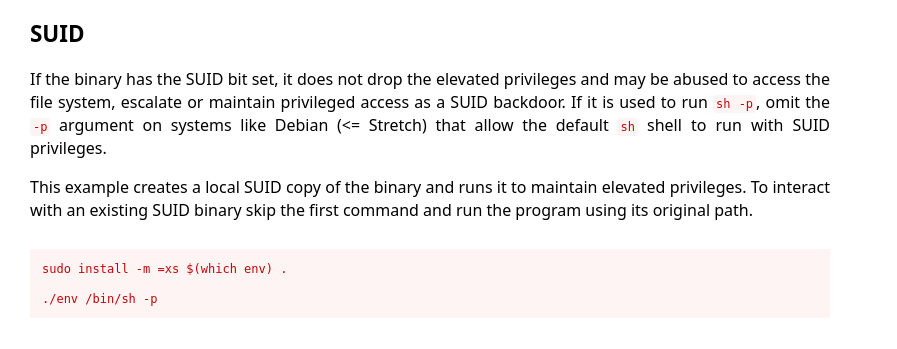 SUID
If the binary has the SUID bit set, it does not drop the elevated privileges and may be abused to access the
file system, escalate or maintain privileged access as a SUID backdoor. If it is used to run sh -p, omit the
-p argument on systems like Debian (<= Stretch) that allow the default sh shell to run with SUID
privileges.
This example creates a local SUID copy of the binary and runs it to maintain elevated privileges. To interact
with an existing SUID binary skip the first command and run the program using its original path.
sudo install -m =xs $(which env) .
./env /bin/sh -p